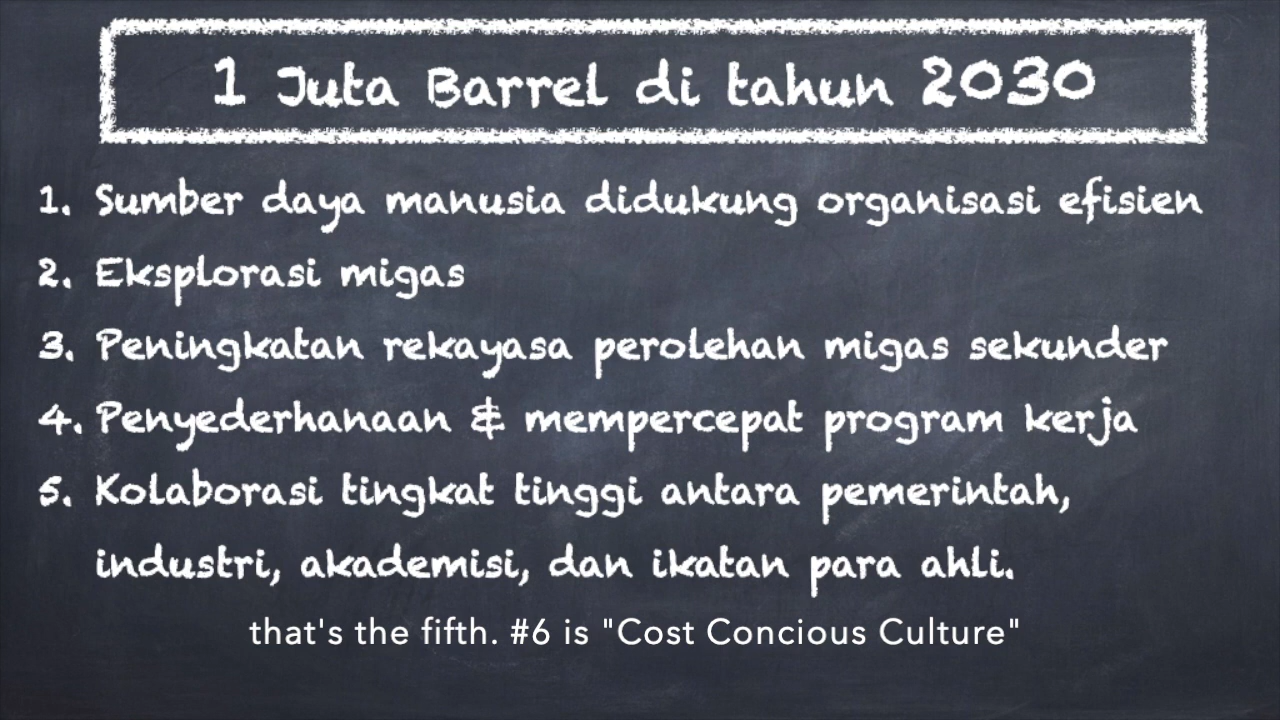 1 Juta Barrel di tahun 2030
1. Sumber daya manusia didukung organisasi efisien
2. Eksplorasi migas
3. Peningkatan rekayasa perolehan migas sekunder
4. Penyederhanaan & mempercepat program kerja
5. Kolaborasi tingkat tinggi antara pemerintah,
industri, akademisi, dan ikatan para ahli.
that's the fifth. #6 is "Cost Concious Culture"